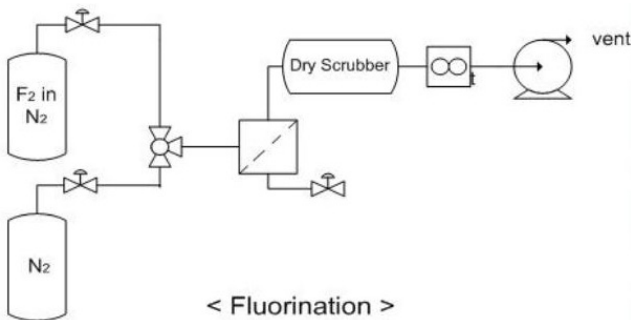 F2 in
N2
N2
Dry Scrubber
t
vent
< Fluorination >